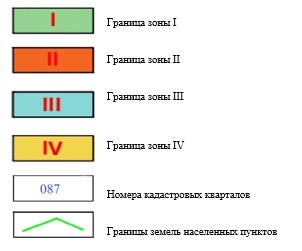 I Граница зоны I
II Граница зоны II
III Граница зоны III
IV Граница зоны IV
087 Номера кадастровых кварталов
Границы земель населенных пунктов